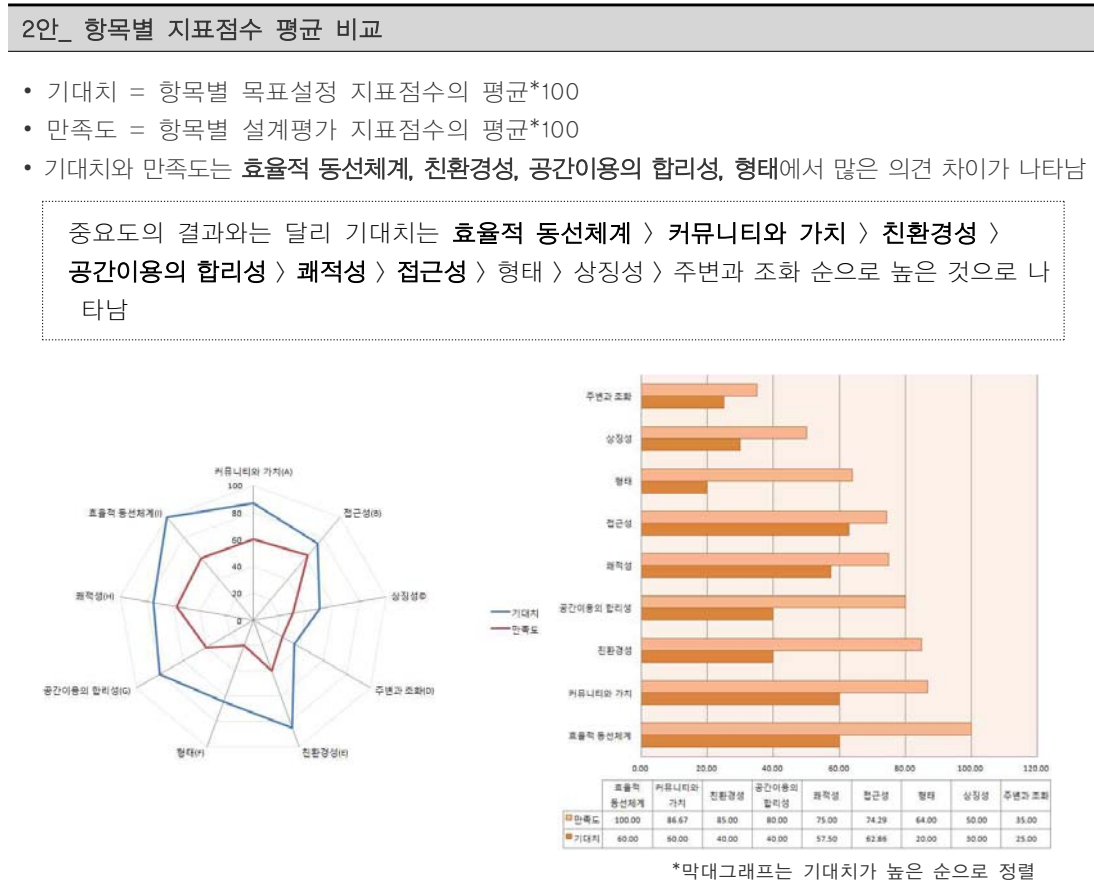 2안_ 항목별 지표점수 평균 비교
• 기대치 = 항목별 목표설정 지표점수의 평균*100
• 만족도 = 항목별 설계평가 지표점수의 평균*100
• 기대치와 만족도는 효율적 동선체계, 친환경성, 공간이용의 합리성, 형태에서 많은 의견 차이가 나타남
중요도의 결과와는 달리 기대치는 효율적 동선체계 > 커뮤니티와 가치 > 친환경성 >
공간이용의 합리성 > 쾌적성 > 접근성 > 형태 > 상징성 > 주변과 조화 순으로 높은 것으로 나
타남
커뮤니티와 가치(A)
100
80
60
40
20
0
접근성(B)
상징성©
주변과 조화(D)
친환경성(E)
형태(F)
공간이용의 합리성(G)
쾌적성(H)
효율적 동선체계(I)
기대치
만족도
주변과 조화
상징성
형태
접근성
쾌적성
공간이용의 합리성
친환경성
커뮤니티와 가치
효율적 동선체계
0.00 20.00 40.00 60.00 80.00 100.00 120.00
효율적 커뮤니티와 친환경성 공간이용의 쾌적성 접근성 형태 상징성 주변과 조화
동선체계 가치 합리성
만족도 100.00 86.67 85.00 80.00 75.00 74.29 64.00 50.00 35.00
기대치 60.00 60.00 40.00 40.00 57.50 62.86 20.00 30.00 25.00
*막대그래프는 기대치가 높은 순으로 정렬